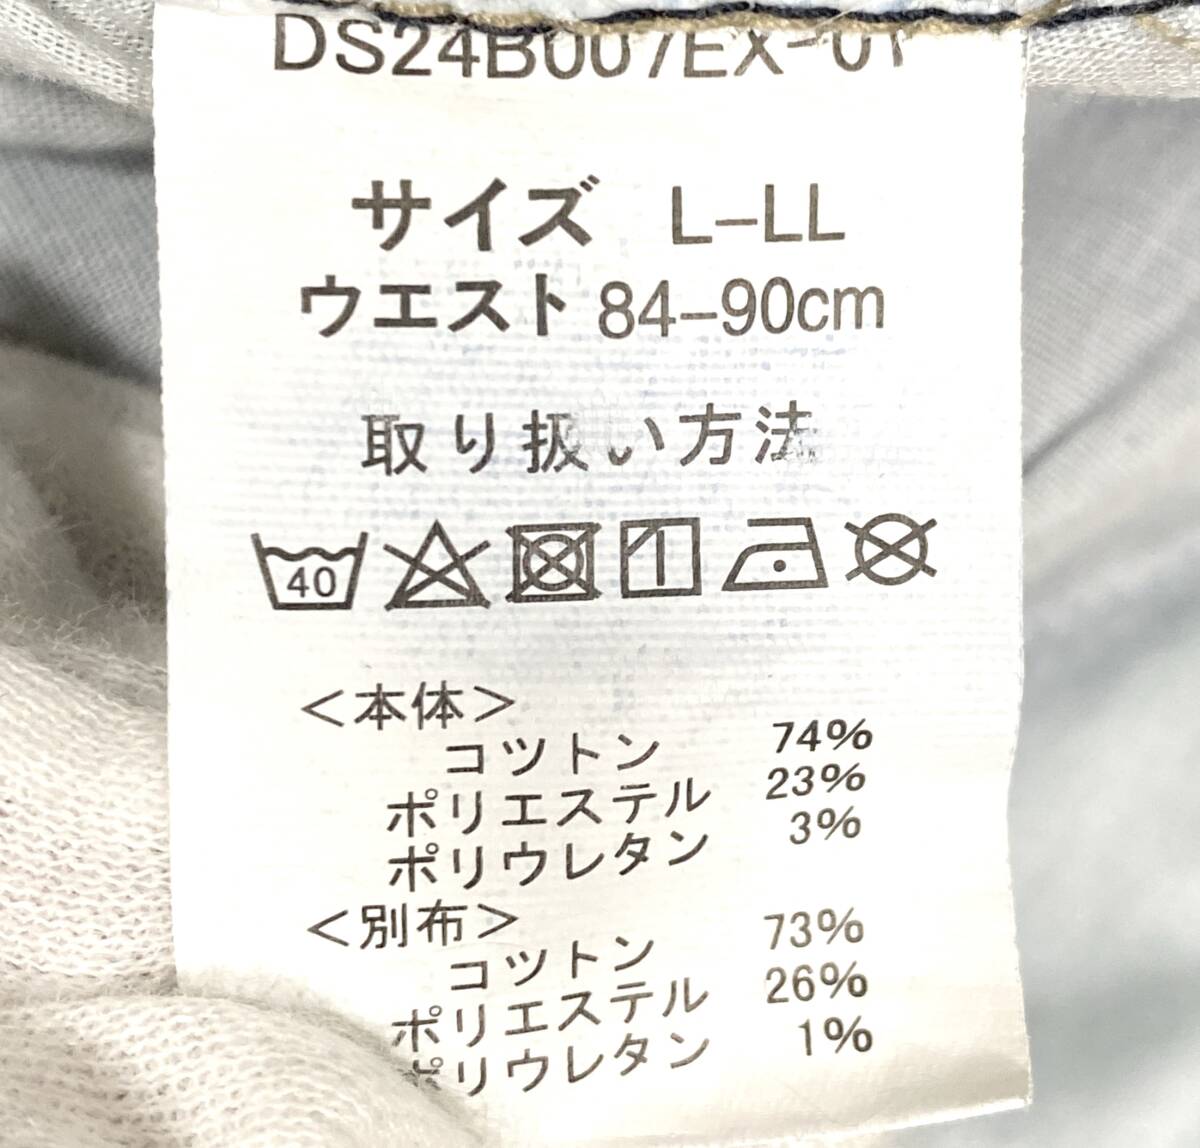 DS24B007EX-01
サイズ L-LL
ウエスト 84-90cm
取り扱い方法
40
<本体>
コツトン 74%
ポリエステル 23%
ポリウレタン 3%
<別布>
コツトン 73%
ポリエステル 26%
ポリウレタン 1%